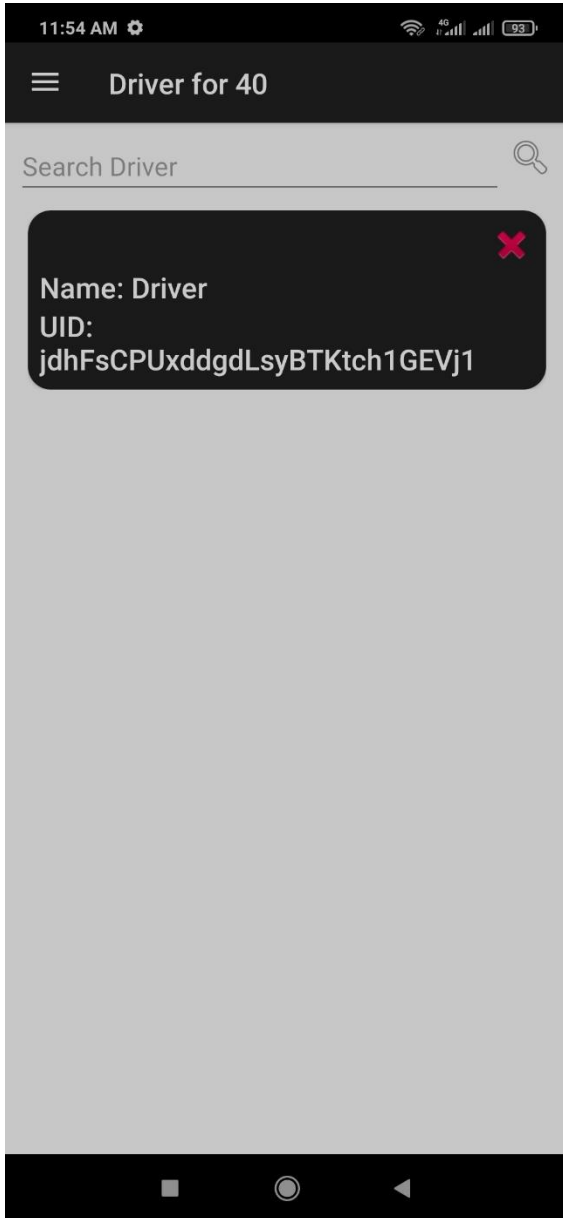 11:54 AM
4G
93
Driver for 40
Search Driver
Name: Driver
UID:
jdhFsCPUxddgdLsyBTKtch1GEVj1